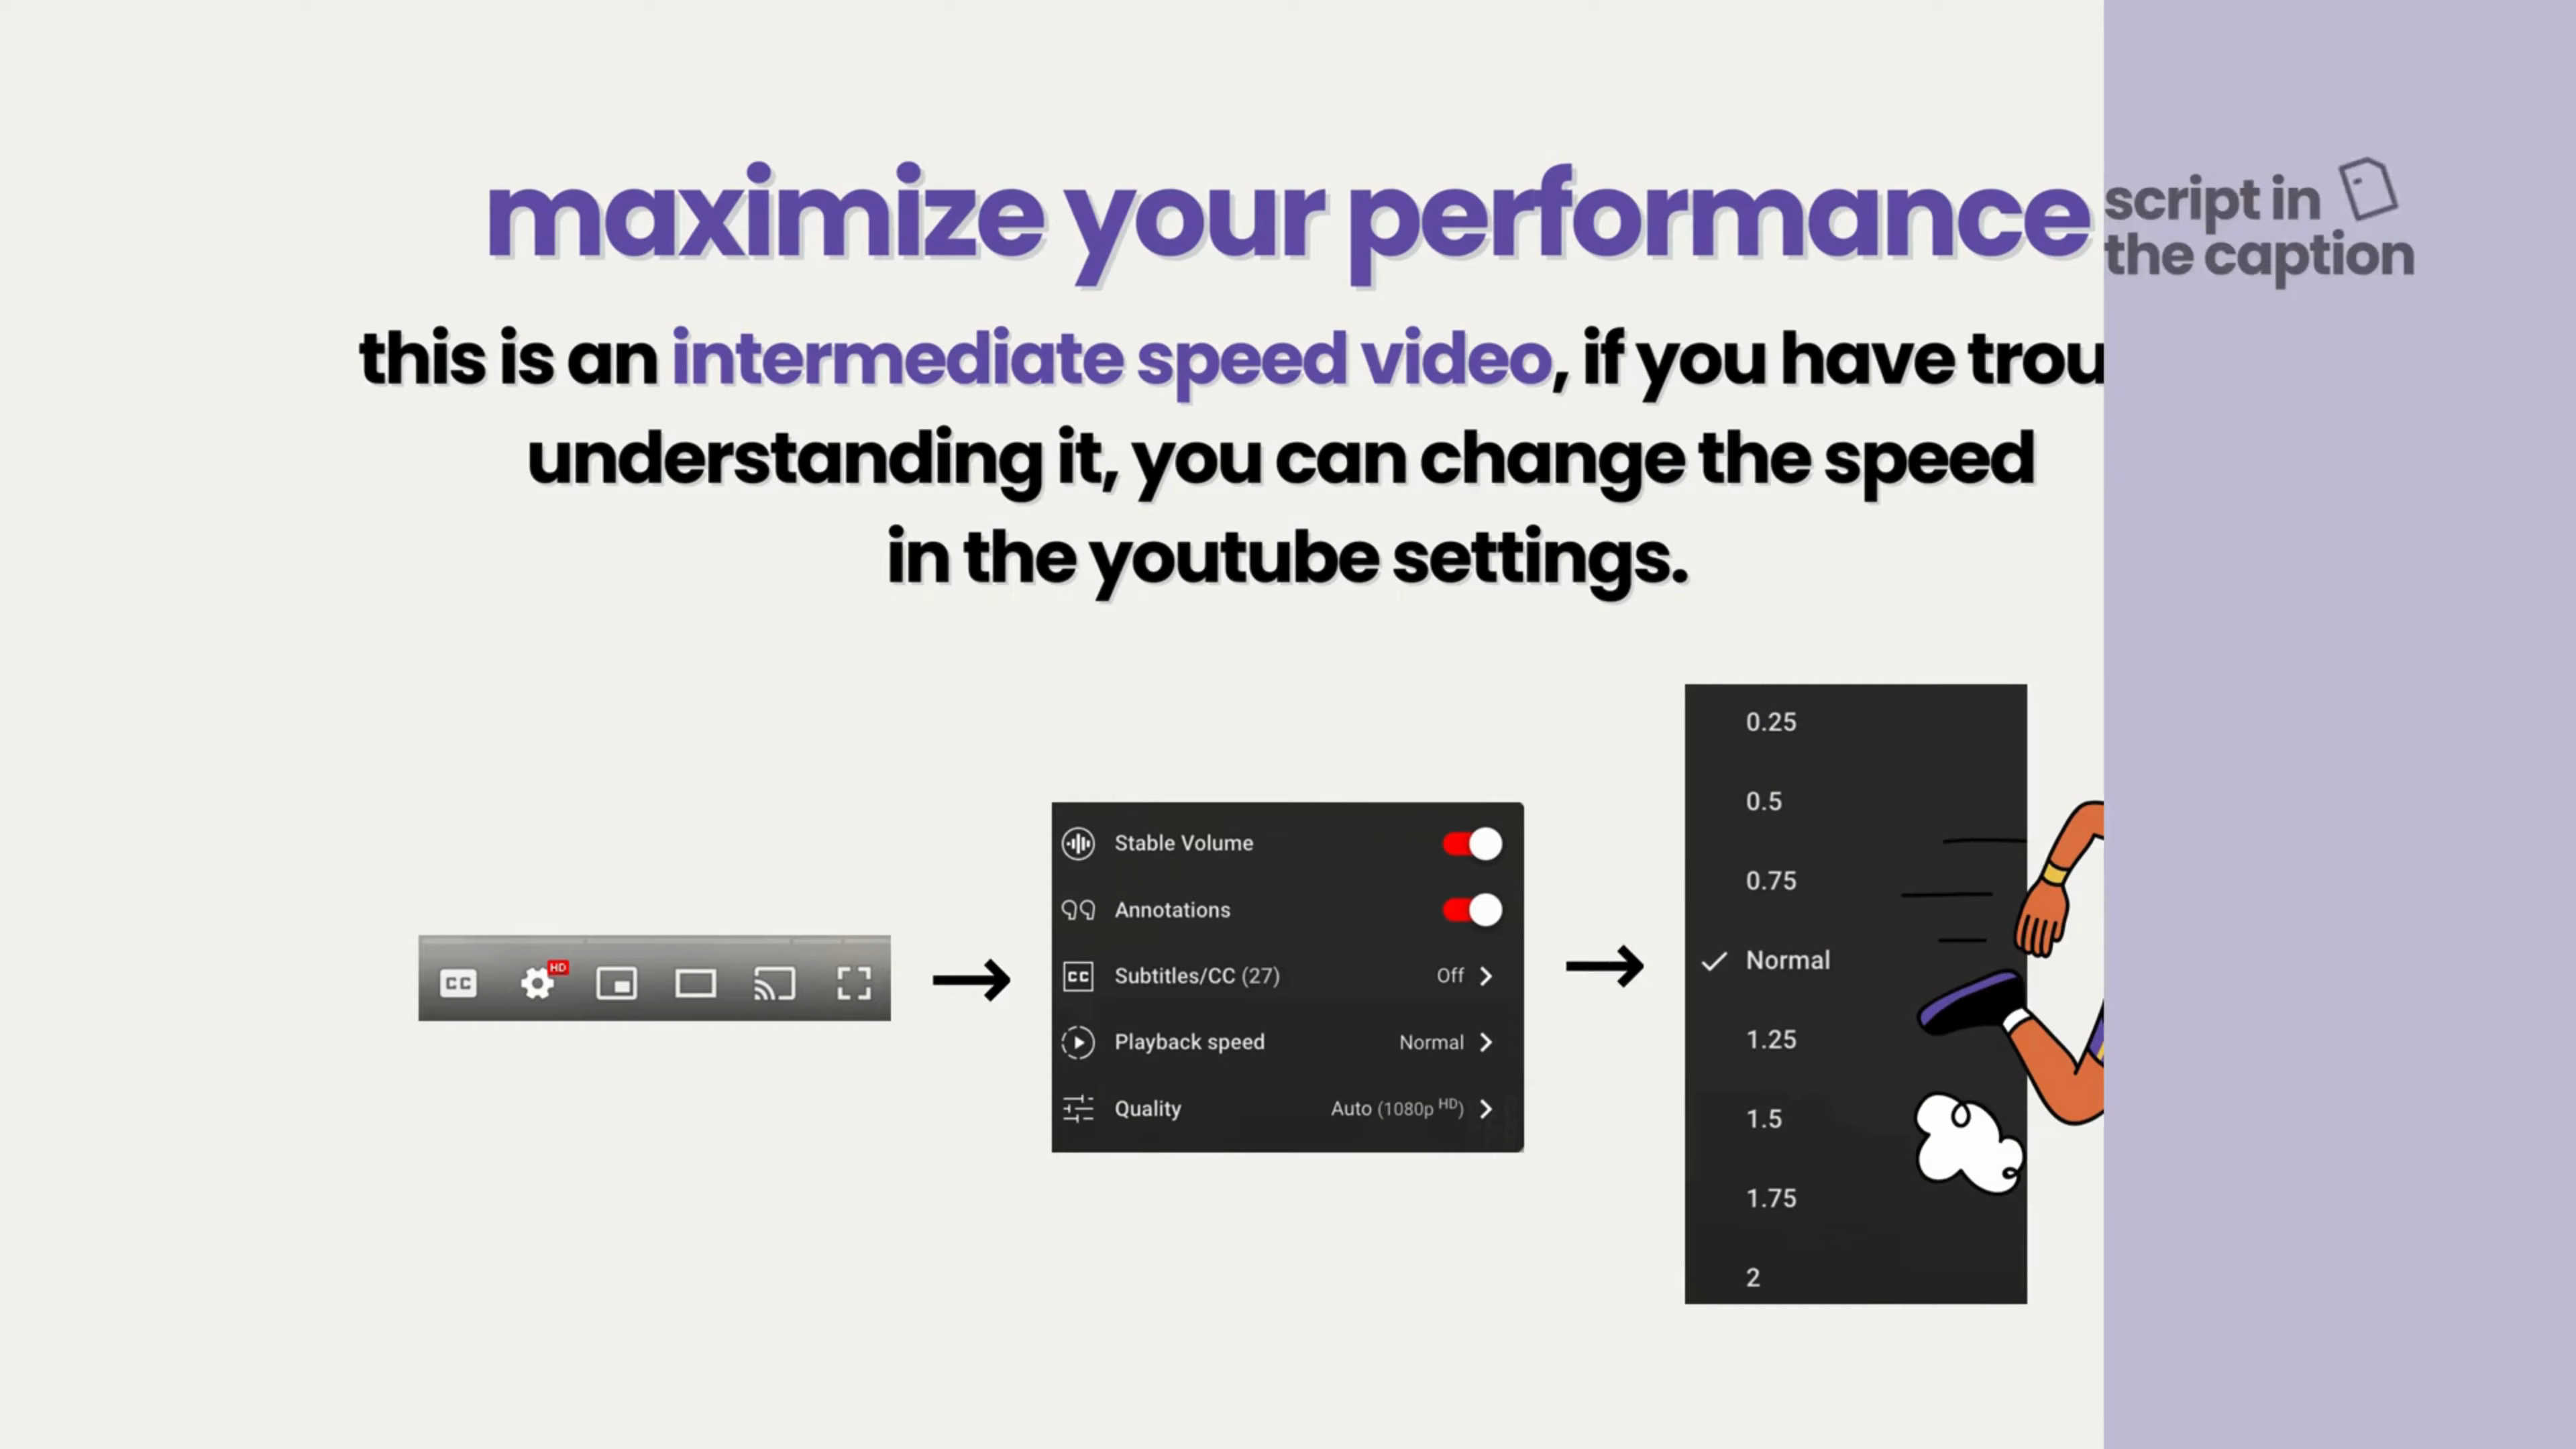 maximize your performance
script in
the caption
this is an intermediate speed video, if you have trou
understanding it, you can change the speed
in the youtube settings.
CC
HD
Stable Volume
Annotations
CC Subtitles/CC (27) Off
Playback speed Normal
Quality Auto (1080p HD)
0.25
0.5
0.75
Normal
1.25
1.5
1.75
2